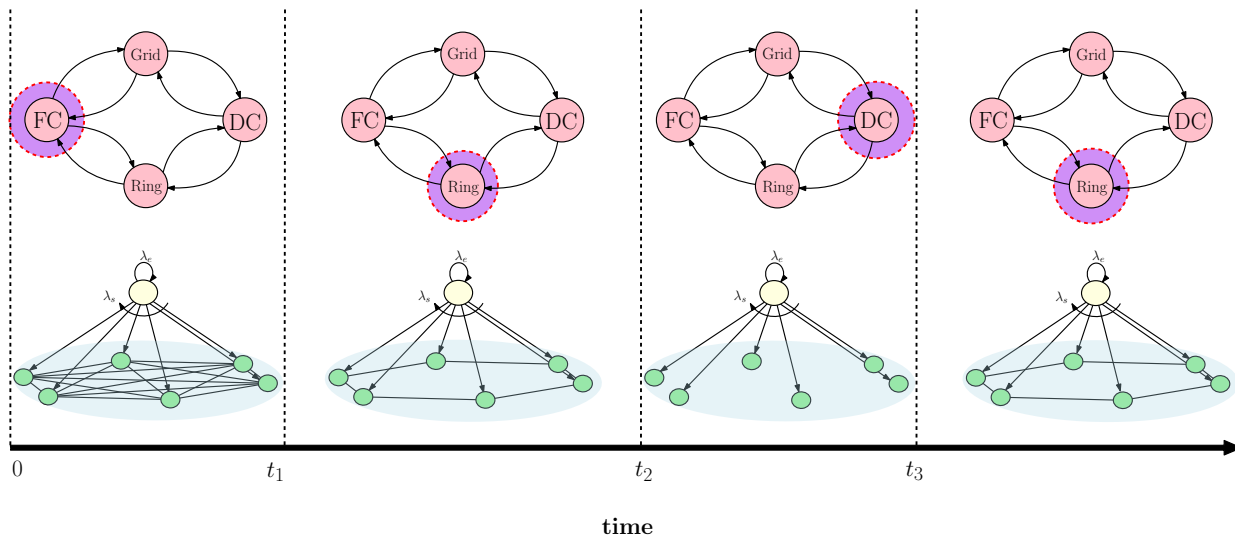 Grid
Grid
Grid
Grid
FC
DC
FC
DC
FC
DC
FC
DC
Ring
Ring
Ring
Ring
λₑ
λₑ
λₑ
λₑ
λₛ
λₛ
λₛ
λₛ
0
t₁
t₂
t₃
time